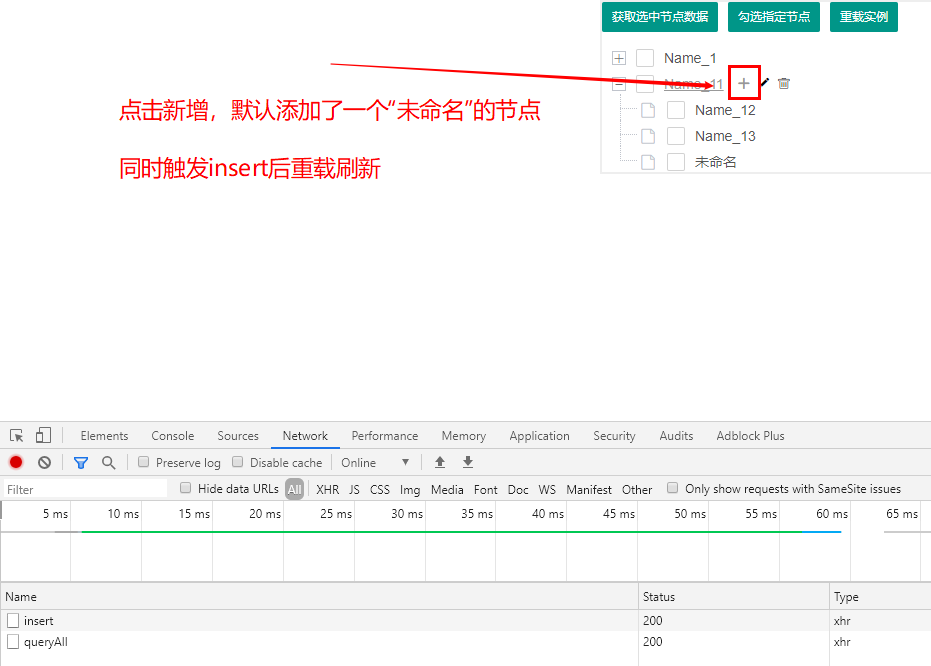 获取选中节点数据 勾选指定节点 重载实例
Name_1
Name_11
点击新增，默认添加了一个“未命名”的节点
Name_12
Name_13
同时触发insert后重载刷新
未命名
Elements Console Sources Network Performance Memory Application Security Audits Adblock Plus
Preserve log Disable cache Online
Filter Hide data URLs All XHR JS CSS Img Media Font Doc WS Manifest Other Only show requests with SameSite issues
5 ms 10 ms 15 ms 20 ms 25 ms 30 ms 35 ms 40 ms 45 ms 50 ms 55 ms 60 ms 65 ms
Name Status Type
insert 200 xhr
queryAll 200 xhr